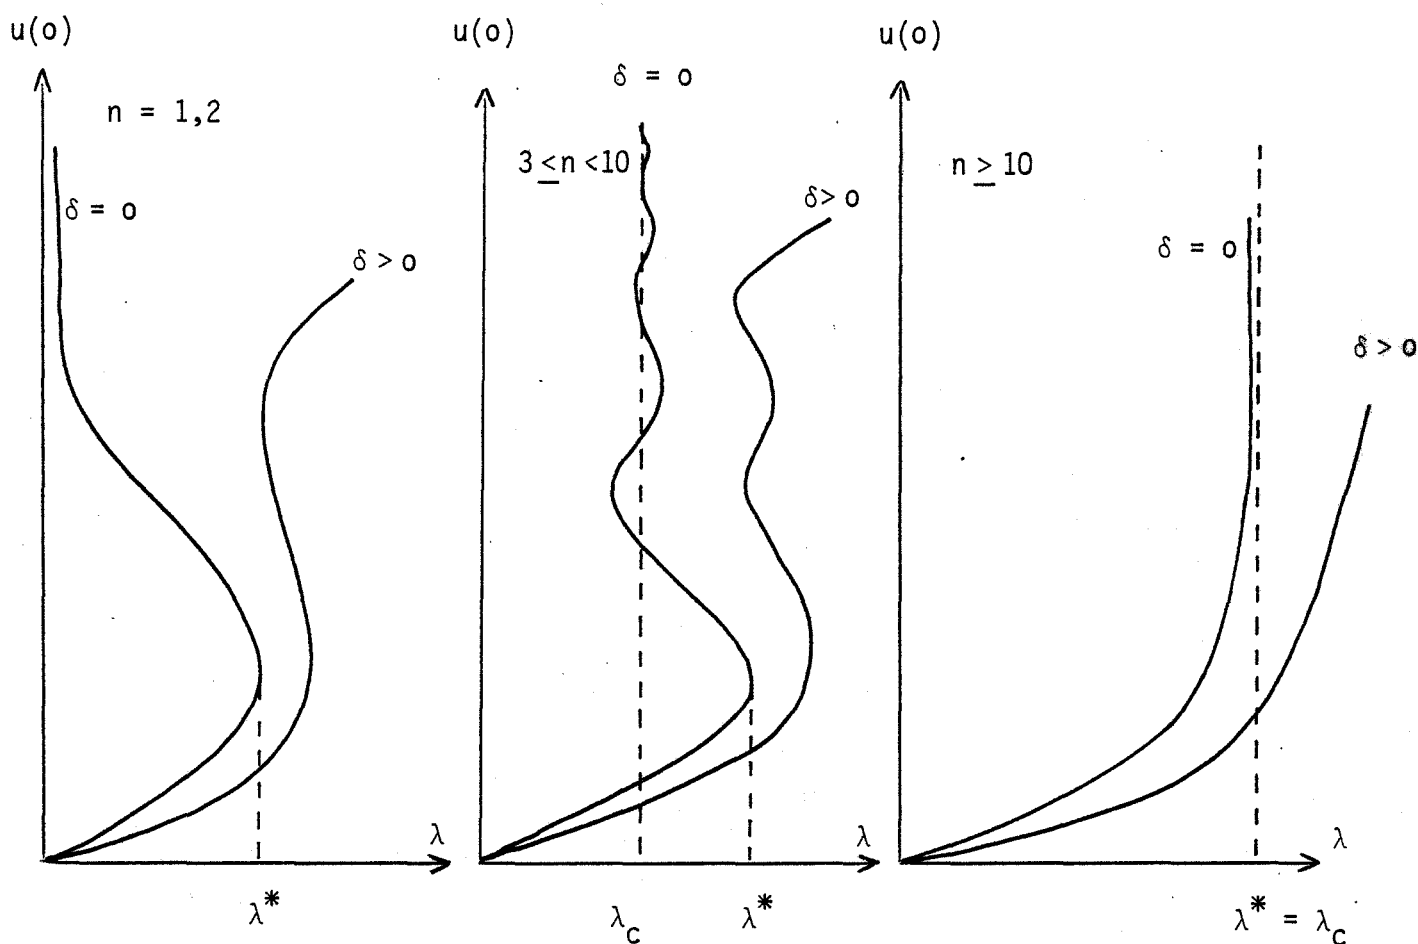 u(o)
n = 1,2
δ = o
δ > o
λ
λ*
u(o)
δ = o
3 ≤ n < 10
δ > o
λ
λc
λ*
u(o)
n ≥ 10
δ = o
δ > o
λ
λ* = λc